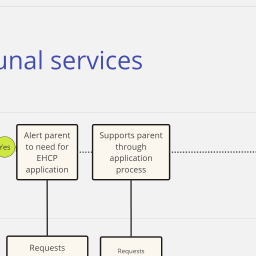 unal services
Yes
Alert parent
to need for
EHCP
application
Supports parent
through
application
process
Requests
Requests